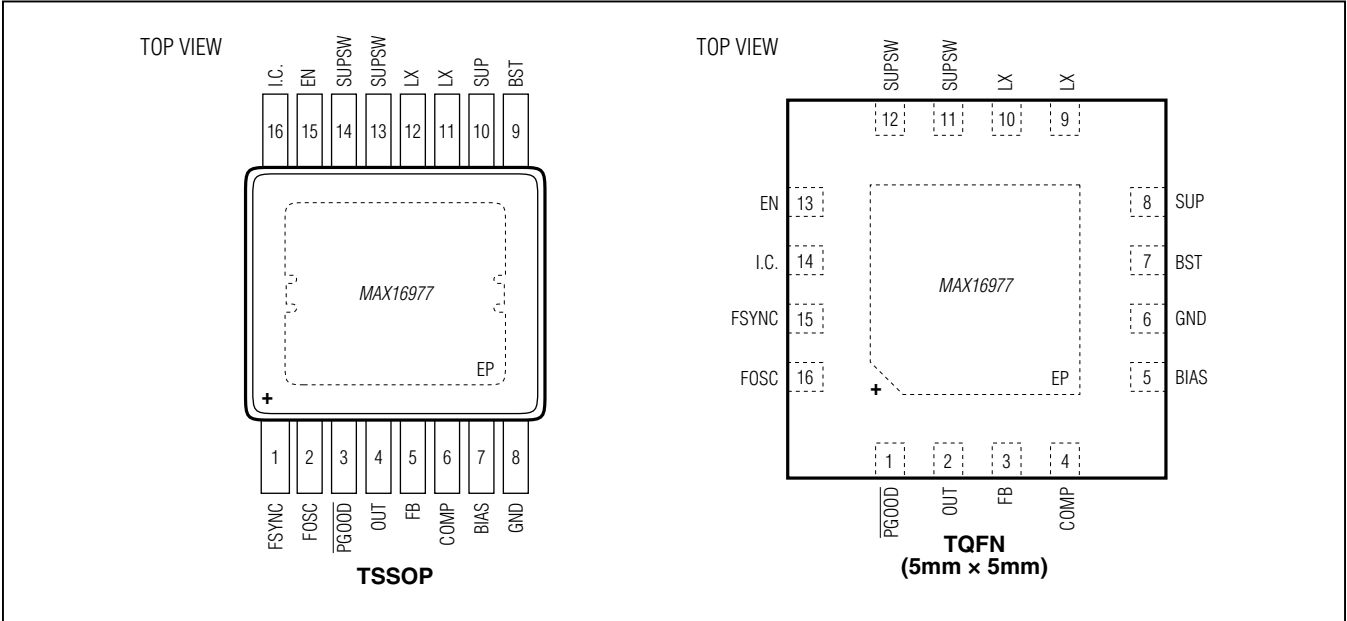 TOP VIEW
I.C.
EN
SUPSW
SUPSW
LX
LX
SUP
BST
16
15
14
13
12
11
10
9
MAX16977
EP
+
1
2
3
4
5
6
7
8
FSYNC
FOSC
PGOOD
OUT
FB
COMP
BIAS
GND
TSSOP
TOP VIEW
SUPSW
SUPSW
LX
LX
12
11
10
9
EN 13
I.C. 14
FSYNC 15
FOSC 16
MAX16977
EP
+
8 SUP
7 BST
6 GND
5 BIAS
1
2
3
4
PGOOD
OUT
FB
COMP
TQFN
(5mm × 5mm)